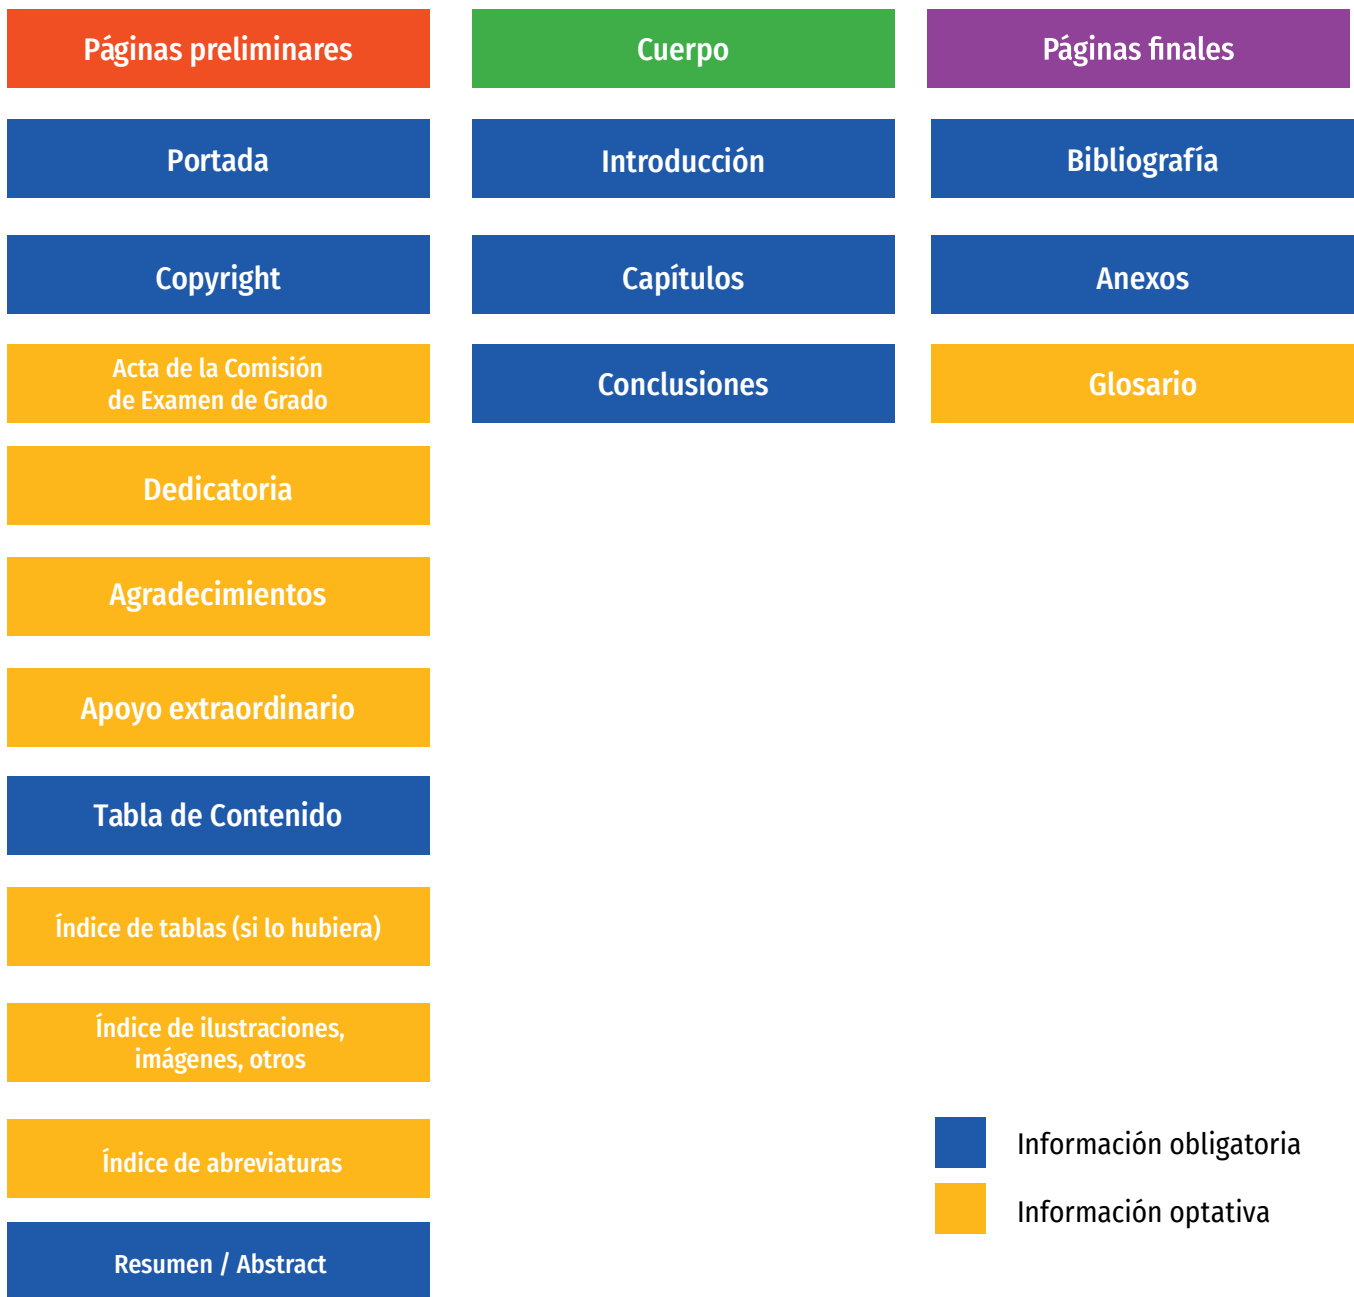 Páginas preliminares
Portada
Copyright
Acta de la Comisión
de Examen de Grado
Dedicatoria
Agradecimientos
Apoyo extraordinario
Tabla de Contenido
Índice de tablas (si lo hubiera)
Índice de ilustraciones,
imágenes, otros
Índice de abreviaturas
Resumen / Abstract
Cuerpo
Introducción
Capítulos
Conclusiones
Páginas finales
Bibliografía
Anexos
Glosario
Información obligatoria
Información optativa